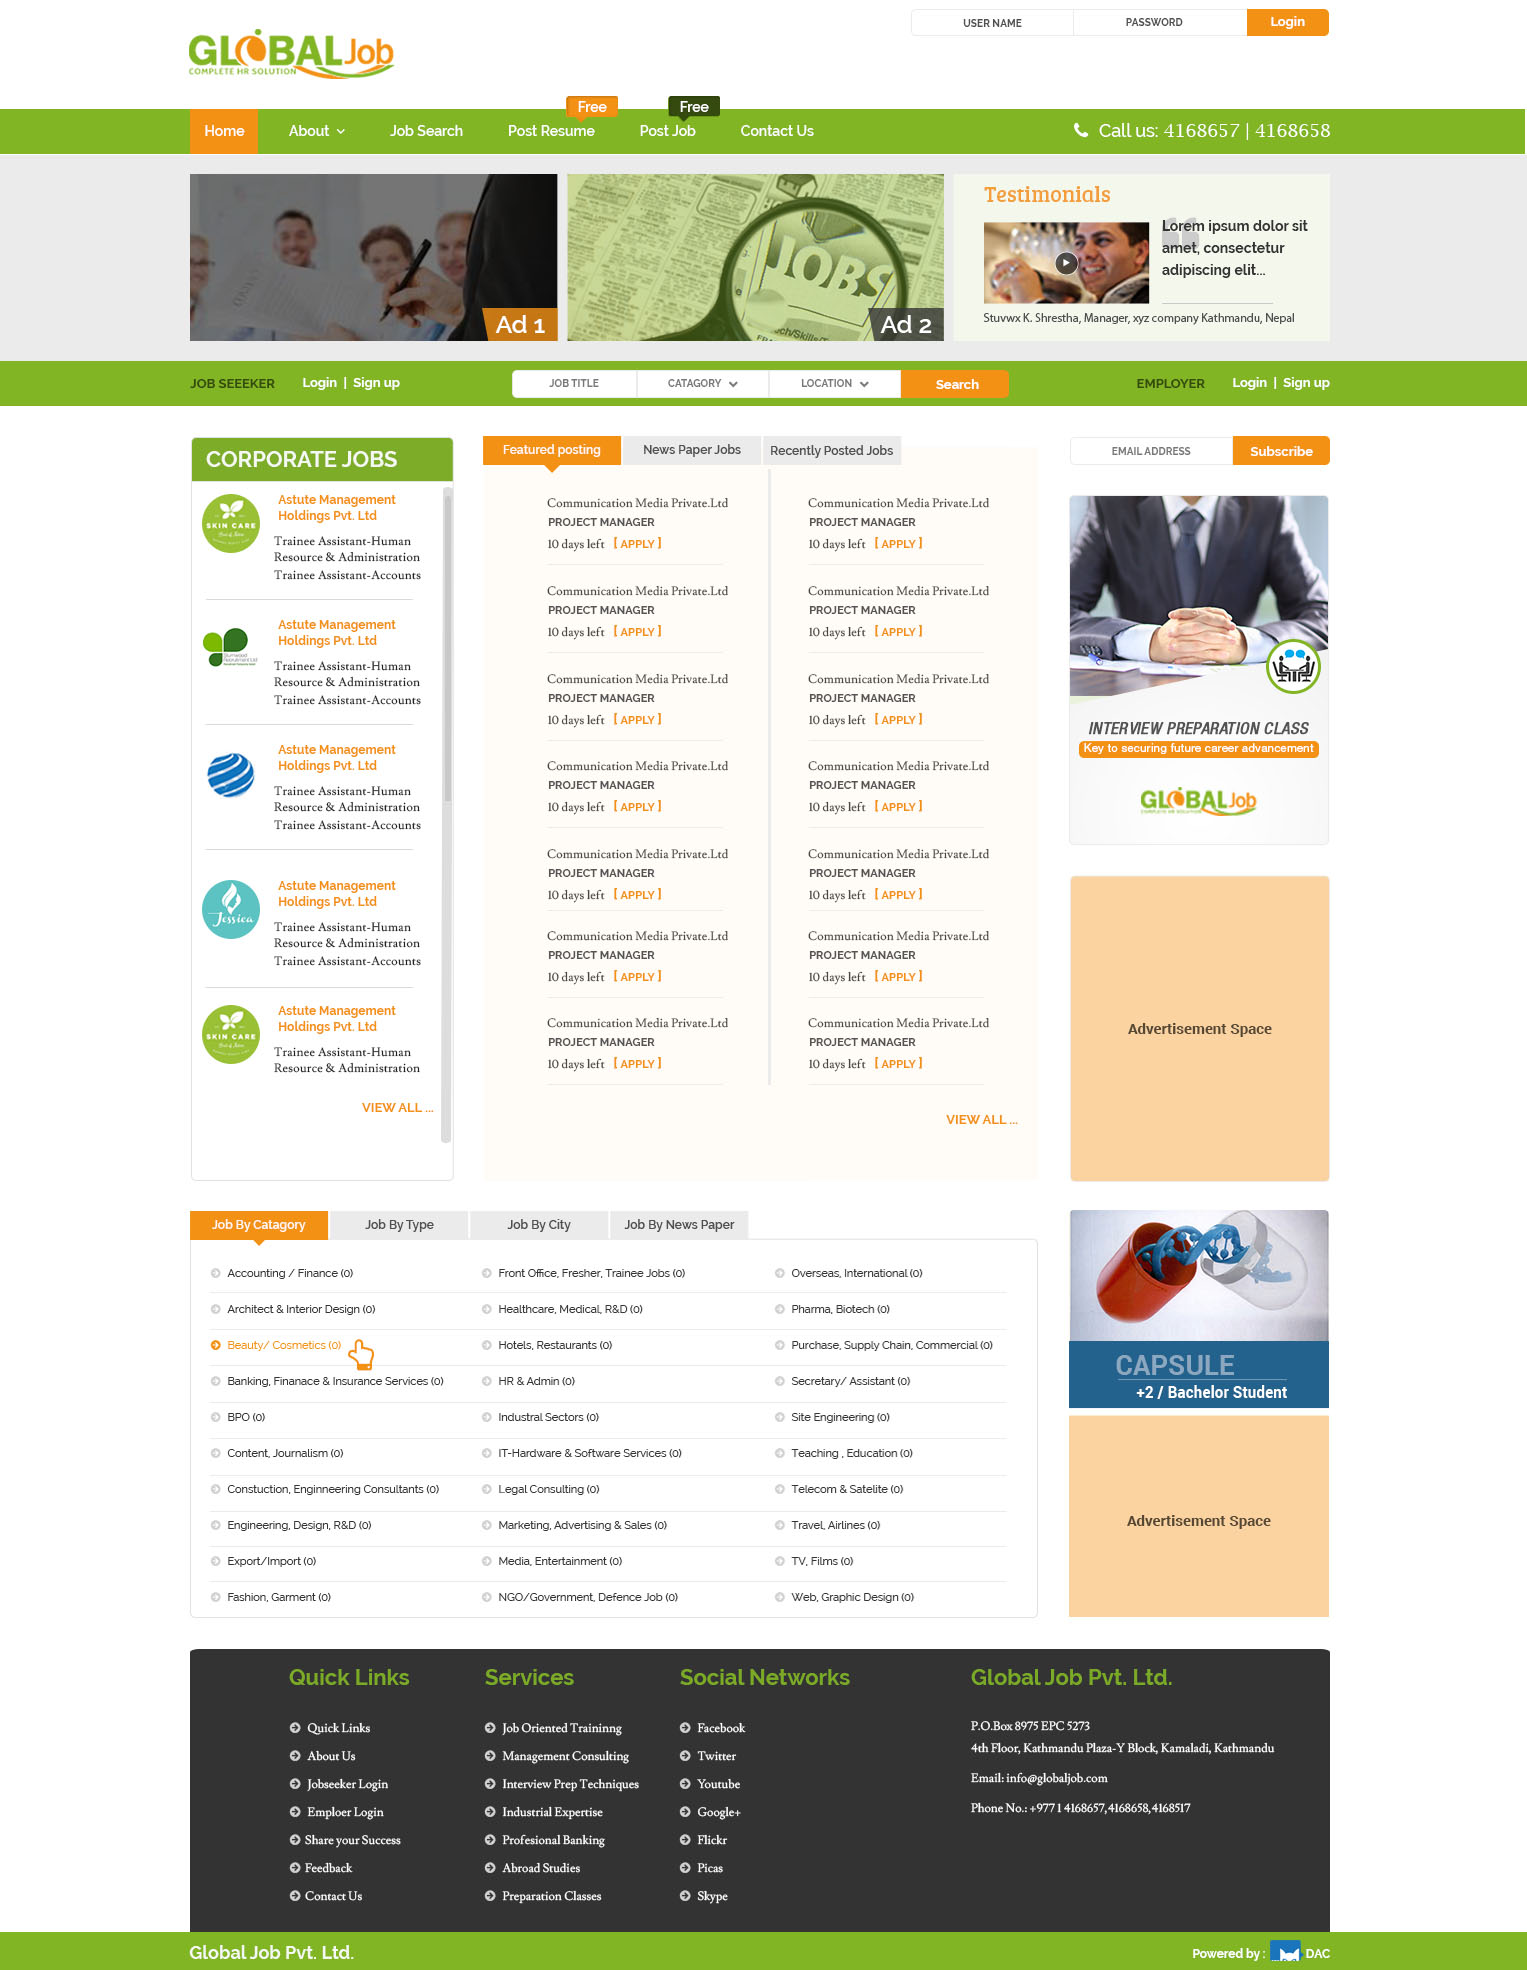 USER NAME
PASSWORD
Login
GLOBAL Job
COMPLETE HR SOLUTION
Free
Free
Home
About
Job Search
Post Resume
Post Job
Contact Us
Call us: 4168657 | 4168658
Ad 1
JOBS
Ad 2
Testimonials
Lorem ipsum dolor sit
amet, consectetur
adipiscing elit...
Stuvwx K. Shrestha, Manager, xyz company Kathmandu, Nepal
JOB SEEEKER
Login | Sign up
JOB TITLE
CATAGORY
LOCATION
Search
EMPLOYER
Login | Sign up
CORPORATE JOBS
SKIN CARE
Astute Management
Holdings Pvt. Ltd
Trainee Assistant-Human
Resource & Administration
Trainee Assistant-Accounts
Astute Management
Holdings Pvt. Ltd
Trainee Assistant-Human
Resource & Administration
Trainee Assistant-Accounts
Astute Management
Holdings Pvt. Ltd
Trainee Assistant-Human
Resource & Administration
Trainee Assistant-Accounts
Jessica
Astute Management
Holdings Pvt. Ltd
Trainee Assistant-Human
Resource & Administration
Trainee Assistant-Accounts
SKIN CARE
Astute Management
Holdings Pvt. Ltd
Trainee Assistant-Human
Resource & Administration
VIEW ALL ...
Featured posting
News Paper Jobs
Recently Posted Jobs
Communication Media Private.Ltd
PROJECT MANAGER
10 days left [ APPLY ]
Communication Media Private.Ltd
PROJECT MANAGER
10 days left [ APPLY ]
Communication Media Private.Ltd
PROJECT MANAGER
10 days left [ APPLY ]
Communication Media Private.Ltd
PROJECT MANAGER
10 days left [ APPLY ]
Communication Media Private.Ltd
PROJECT MANAGER
10 days left [ APPLY ]
Communication Media Private.Ltd
PROJECT MANAGER
10 days left [ APPLY ]
Communication Media Private.Ltd
PROJECT MANAGER
10 days left [ APPLY ]
Communication Media Private.Ltd
PROJECT MANAGER
10 days left [ APPLY ]
Communication Media Private.Ltd
PROJECT MANAGER
10 days left [ APPLY ]
Communication Media Private.Ltd
PROJECT MANAGER
10 days left [ APPLY ]
Communication Media Private.Ltd
PROJECT MANAGER
10 days left [ APPLY ]
Communication Media Private.Ltd
PROJECT MANAGER
10 days left [ APPLY ]
Communication Media Private.Ltd
PROJECT MANAGER
10 days left [ APPLY ]
Communication Media Private.Ltd
PROJECT MANAGER
10 days left [ APPLY ]
VIEW ALL ...
EMAIL ADDRESS
Subscribe
INTERVIEW PREPARATION CLASS
Key to securing future career advancement
GLOBAL Job
COMPLETE HR SOLUTION
Advertisement Space
Job By Catagory
Job By Type
Job By City
Job By News Paper
Accounting / Finance (0)
Architect & Interior Design (0)
Beauty/ Cosmetics (0)
Banking, Finanace & Insurance Services (0)
BPO (0)
Content, Journalism (0)
Constuction, Enginneering Consultants (0)
Engineering, Design, R&D (0)
Export/Import (0)
Fashion, Garment (0)
Front Office, Fresher, Trainee Jobs (0)
Healthcare, Medical, R&D (0)
Hotels, Restaurants (0)
HR & Admin (0)
Industral Sectors (0)
IT-Hardware & Software Services (0)
Legal Consulting (0)
Marketing, Advertising & Sales (0)
Media, Entertainment (0)
NGO/Government, Defence Job (0)
Overseas, International (0)
Pharma, Biotech (0)
Purchase, Supply Chain, Commercial (0)
Secretary/ Assistant (0)
Site Engineering (0)
Teaching , Education (0)
Telecom & Satelite (0)
Travel, Airlines (0)
TV, Films (0)
Web, Graphic Design (0)
CAPSULE
+2 / Bachelor Student
Advertisement Space
Quick Links
Quick Links
About Us
Jobseeker Login
Emploer Login
Share your Success
Feedback
Contact Us
Services
Job Oriented Traininng
Management Consulting
Interview Prep Techniques
Industrial Expertise
Profesional Banking
Abroad Studies
Preparation Classes
Social Networks
Facebook
Twitter
Youtube
Google+
Flickr
Picas
Skype
Global Job Pvt. Ltd.
P.O.Box 8975 EPC 5273
4th Floor, Kathmandu Plaza-Y Block, Kamaladi, Kathmandu
Email: info@globaljob.com
Phone No.: +977 1 4168657,4168658,4168517
Global Job Pvt. Ltd.
Powered by :
DAC